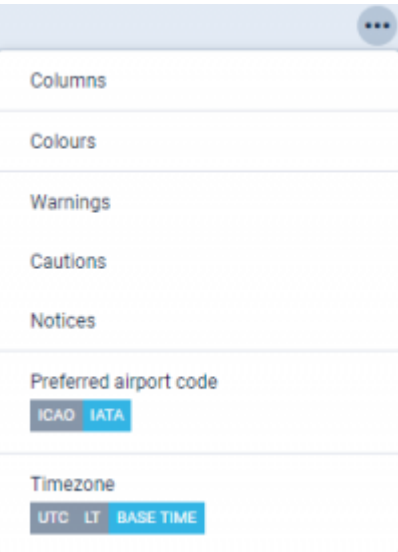 Columns
Colours
Warnings
Cautions
Notices
Preferred airport code
ICAO IATA
Timezone
UTC LT BASE TIME